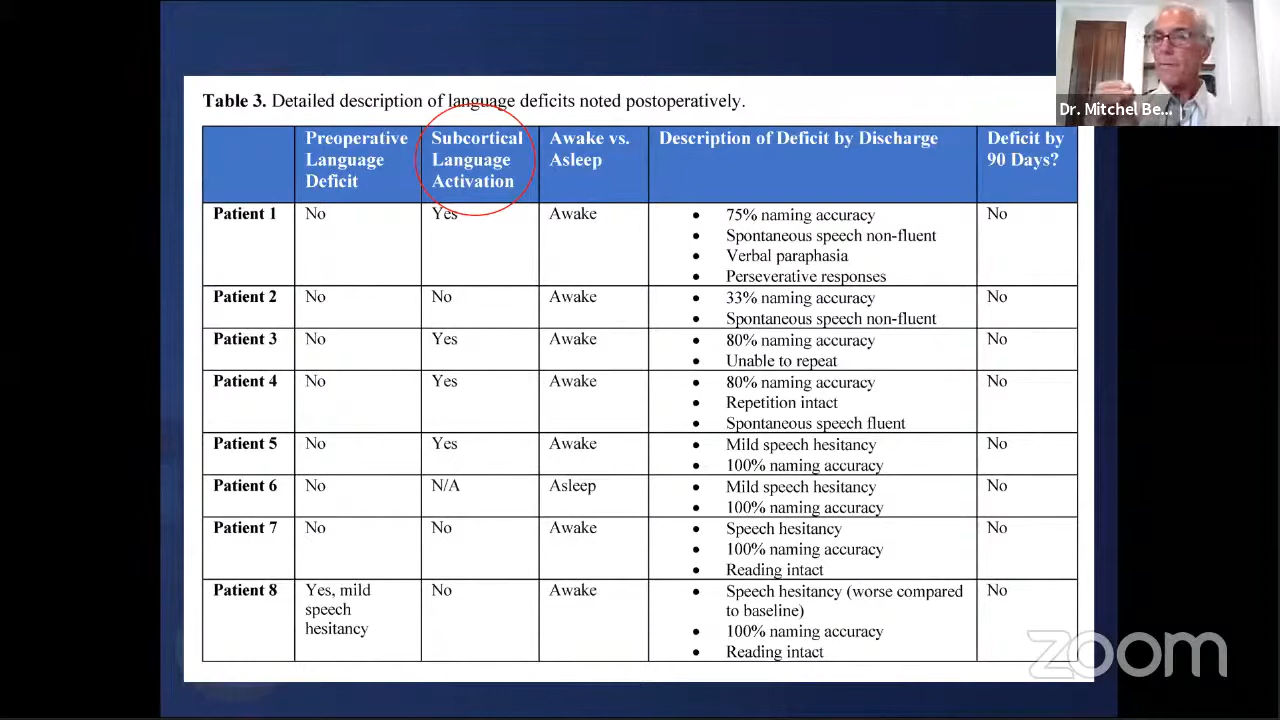 Dr. Mitchel Be...
Table 3. Detailed description of language deficits noted postoperatively.
Preoperative Language Deficit
Subcortical Language Activation
Awake vs. Asleep
Description of Deficit by Discharge
Deficit by 90 Days?
Patient 1 No Yes Awake • 75% naming accuracy No
• Spontaneous speech non-fluent
• Verbal paraphasia
• Perseverative responses
Patient 2 No No Awake • 33% naming accuracy No
• Spontaneous speech non-fluent
Patient 3 No Yes Awake • 80% naming accuracy No
• Unable to repeat
Patient 4 No Yes Awake • 80% naming accuracy No
• Repetition intact
• Spontaneous speech fluent
Patient 5 No Yes Awake • Mild speech hesitancy No
• 100% naming accuracy
Patient 6 No N/A Asleep • Mild speech hesitancy No
• 100% naming accuracy
Patient 7 No No Awake • Speech hesitancy No
• 100% naming accuracy
• Reading intact
Patient 8 Yes, mild No Awake • Speech hesitancy (worse compared No
speech to baseline)
hesitancy • 100% naming accuracy
• Reading intact
zoom